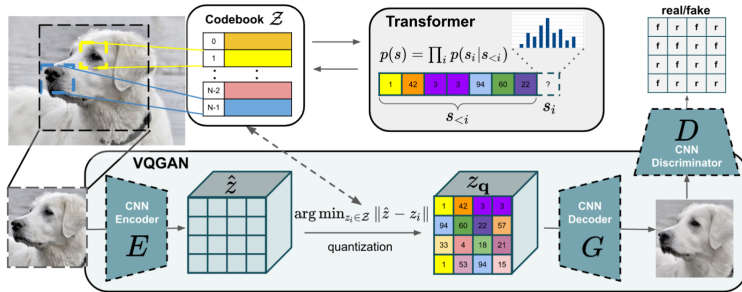 Codebook 𝒵
0
1
N-2
N-1
Transformer
p(s) = ∏ᵢ p(sᵢ|s<ᵢ)
1 42 3 3 94 60 22 ?
s<ᵢ
sᵢ
real/fake
f r f r
f r r r
r r f f
f r r r
D
CNN
Discriminator
VQGAN
CNN
Encoder
E
ẑ
arg min_{zᵢ∈𝒵} ‖ẑ − zᵢ‖
quantization
z_q
1 42 3 3
94 60 22 57
33 4 18 21
1 53 94 15
CNN
Decoder
G